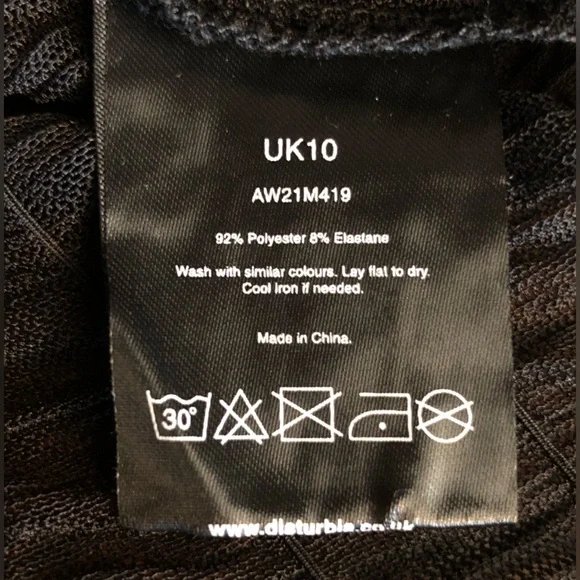 UK10
AW21M419
92% Polyester 8% Elastane
Wash with similar colours. Lay flat to dry.
Cool iron if needed.
Made in China.
30°
www.disturbia.co.uk